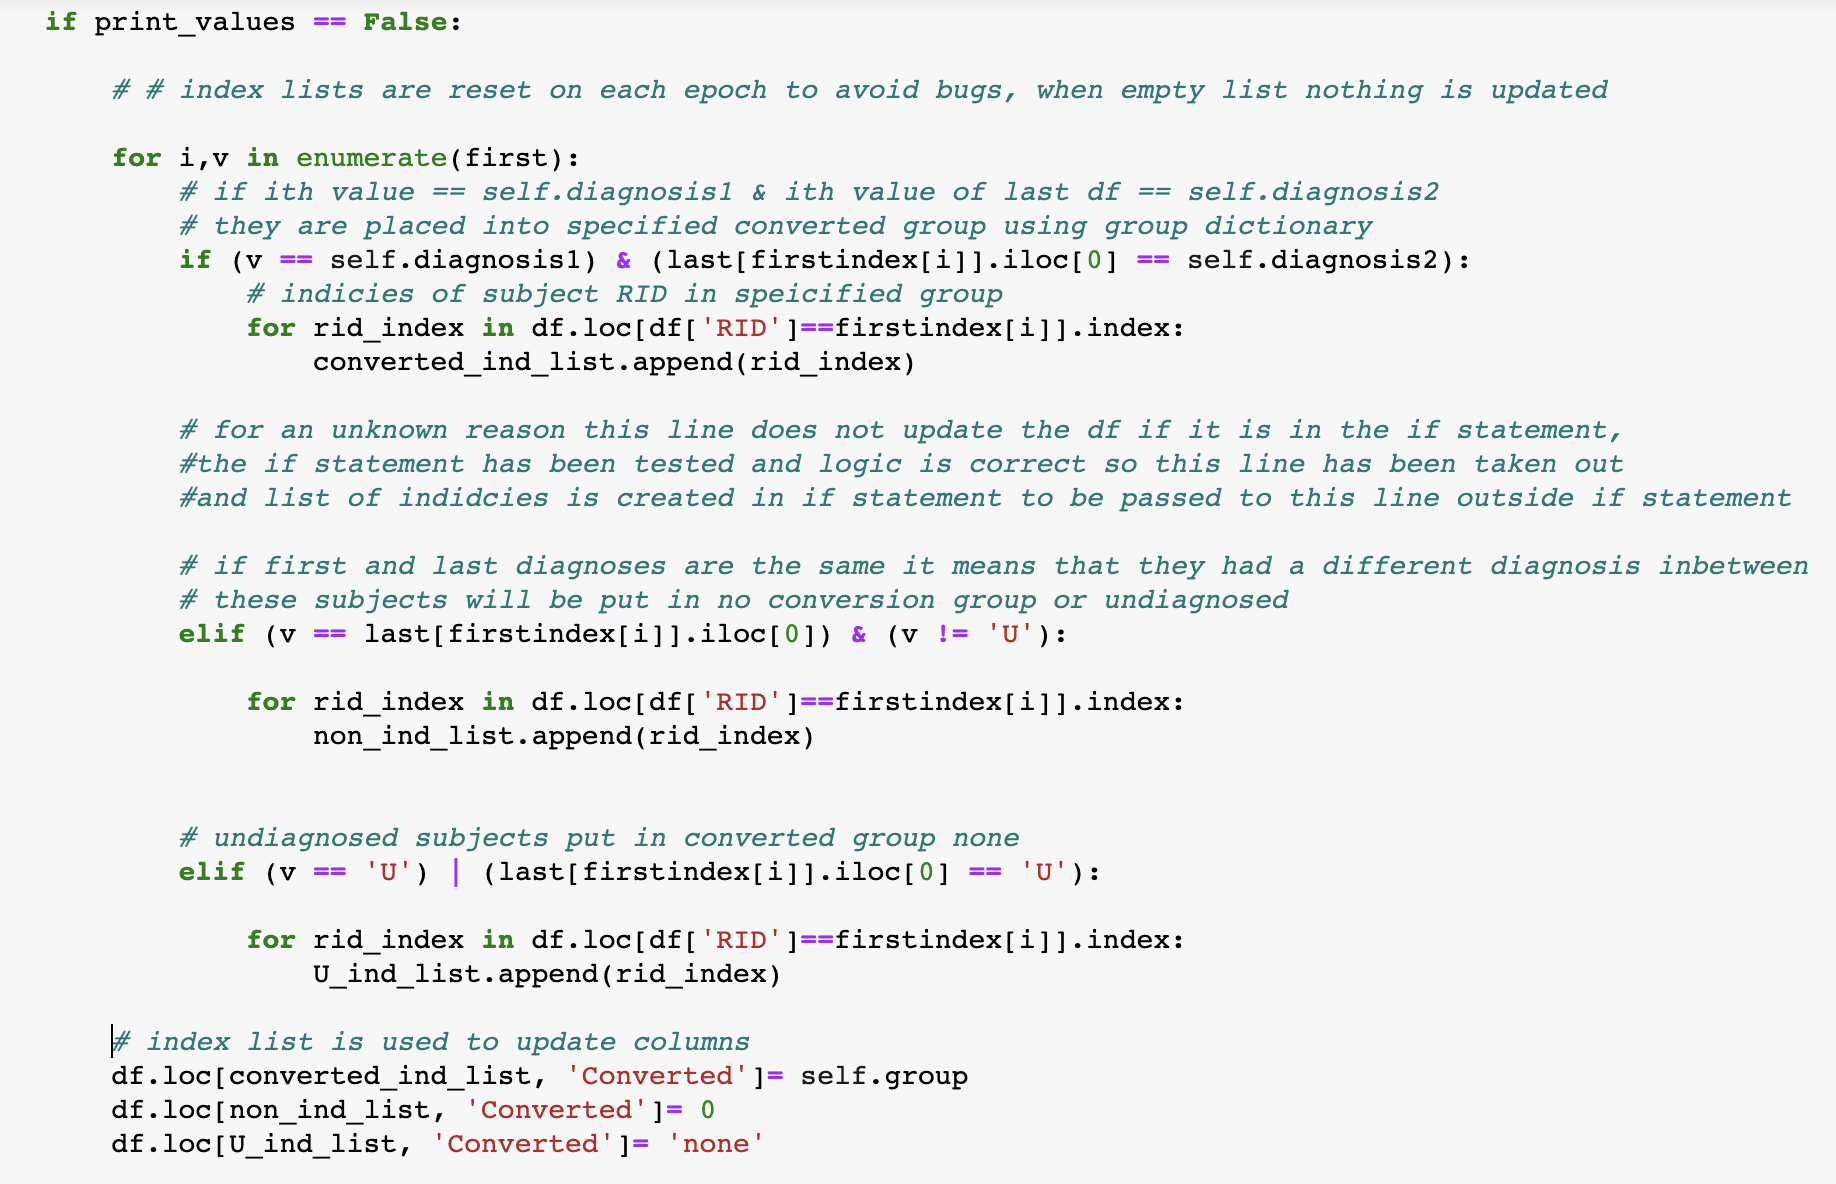 if print_values == False:
# # index lists are reset on each epoch to avoid bugs, when empty list nothing is updated
for i,v in enumerate(first):
# if ith value == self.diagnosis1 & ith value of last df == self.diagnosis2
# they are placed into specified converted group using group dictionary
if (v == self.diagnosis1) & (last[firstindex[i]].iloc[0] == self.diagnosis2):
# indicies of subject RID in speicified group
for rid_index in df.loc[df['RID']==firstindex[i]].index:
converted_ind_list.append(rid_index)
# for an unknown reason this line does not update the df if it is in the if statement,
#the if statement has been tested and logic is correct so this line has been taken out
#and list of indidcies is created in if statement to be passed to this line outside if statement
# if first and last diagnoses are the same it means that they had a different diagnosis inbetween
# these subjects will be put in no conversion group or undiagnosed
elif (v == last[firstindex[i]].iloc[0]) & (v != 'U'):
for rid_index in df.loc[df['RID']==firstindex[i]].index:
non_ind_list.append(rid_index)
# undiagnosed subjects put in converted group none
elif (v == 'U') | (last[firstindex[i]].iloc[0] == 'U'):
for rid_index in df.loc[df['RID']==firstindex[i]].index:
U_ind_list.append(rid_index)
# index list is used to update columns
df.loc[converted_ind_list, 'Converted']= self.group
df.loc[non_ind_list, 'Converted']= 0
df.loc[U_ind_list, 'Converted']= 'none'